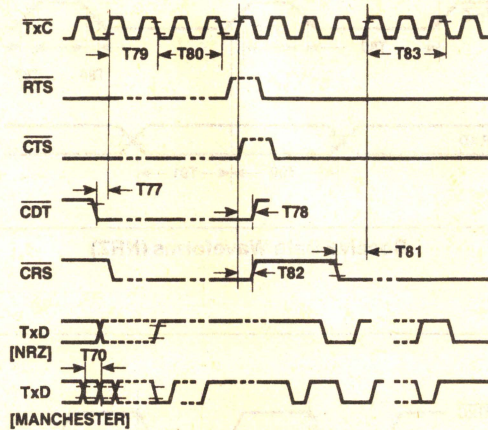 TxC
T79 T80 T83
RTS
CTS
T77
CDT
T78
CRS
T82 T81
TxD
[NRZ]
T70
TxD
[MANCHESTER]